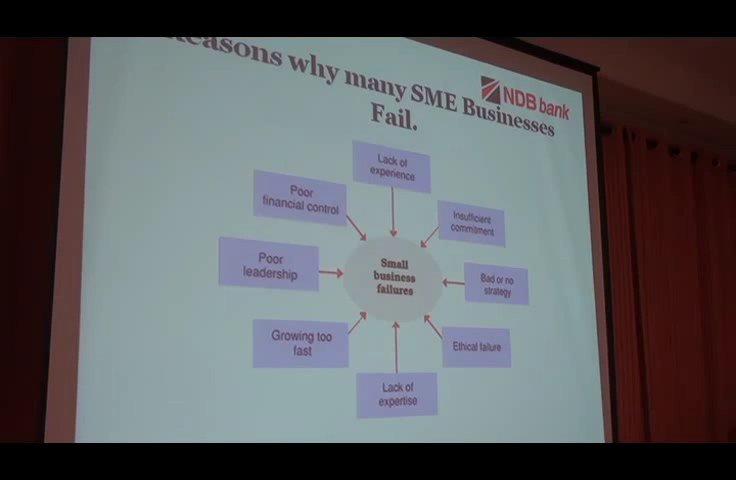 Reasons why many SME Businesses
Fail.
NDB bank
Lack of
experience
Poor
financial control
Insufficient
commitment
Poor
leadership
Small
business
failures
Bad or no
strategy
Growing too
fast
Ethical failure
Lack of
expertise